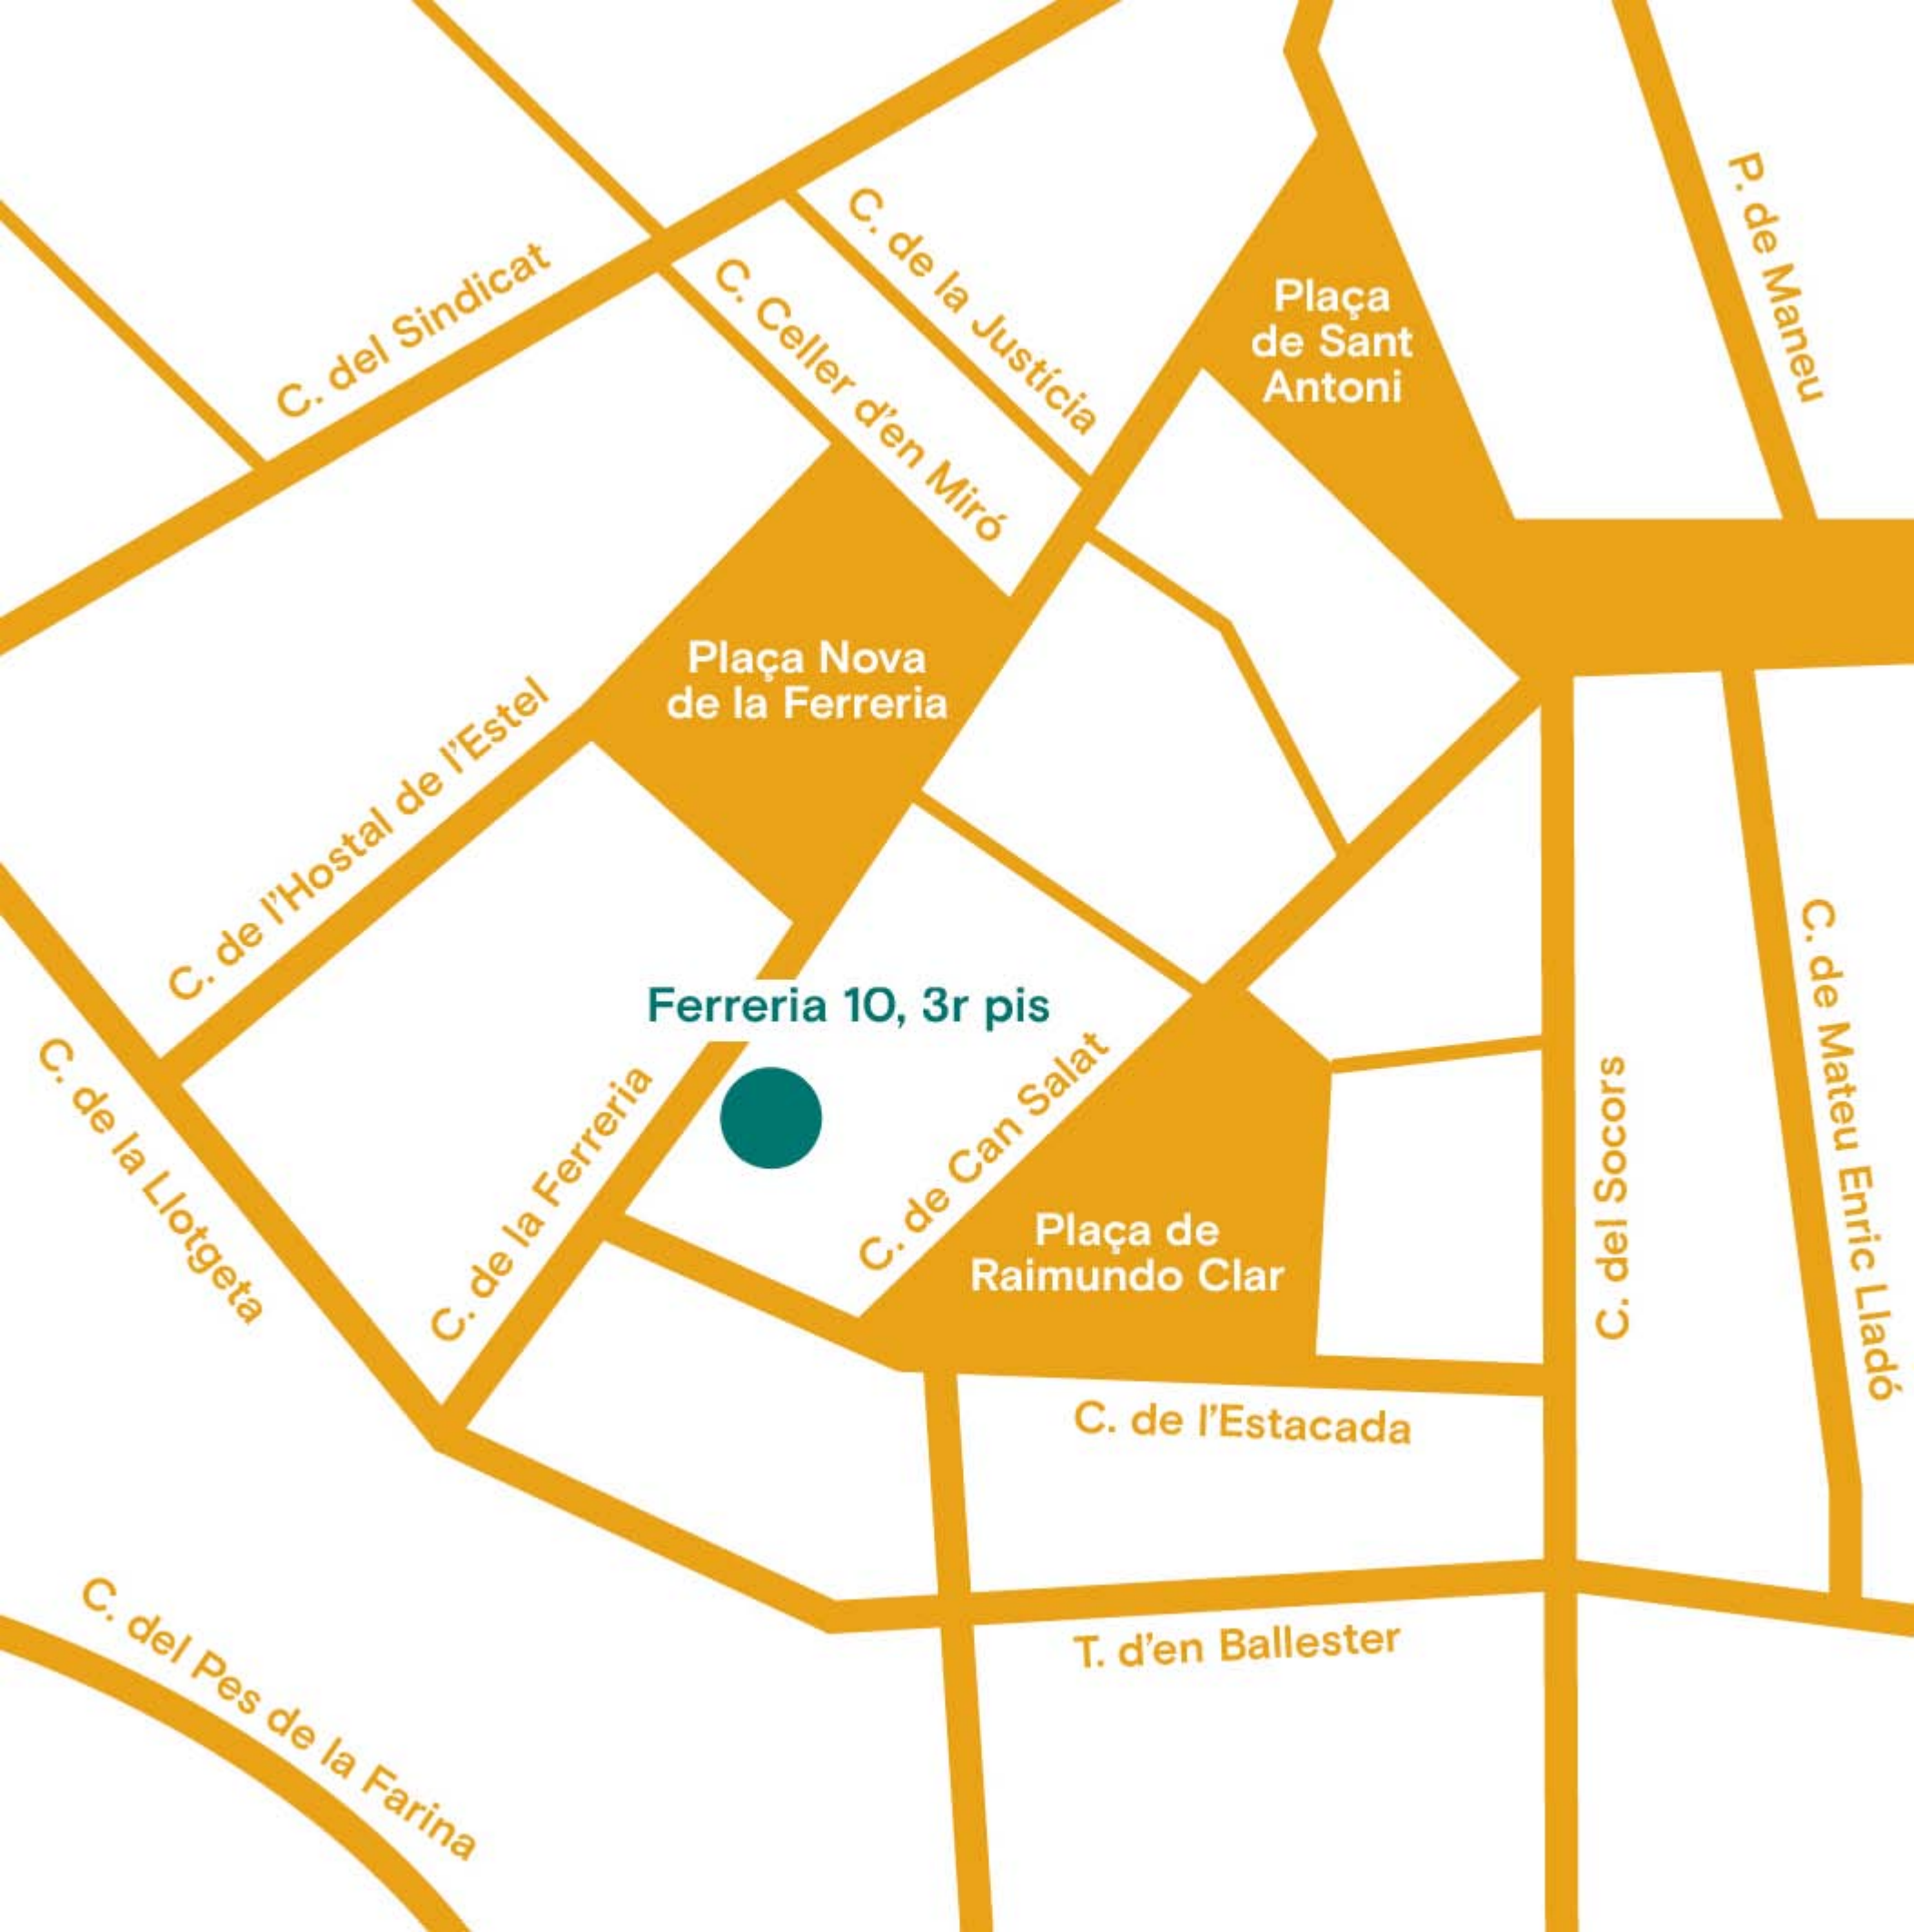 P. de Maneu
C. de la Justícia
C. del Sindicat
C. Celler d'en Miró
Plaça
de Sant
Antoni
Plaça Nova
de la Ferreria
C. de l'Hostal de l'Estel
C. de Mateu Enric Lladó
Ferreria 10, 3r pis
C. de la Llotgeta
C. de la Ferreria
C. de Can Salat
C. del Socors
Plaça de
Raimundo Clar
C. de l'Estacada
C. del Pes de la Farina
T. d'en Ballester